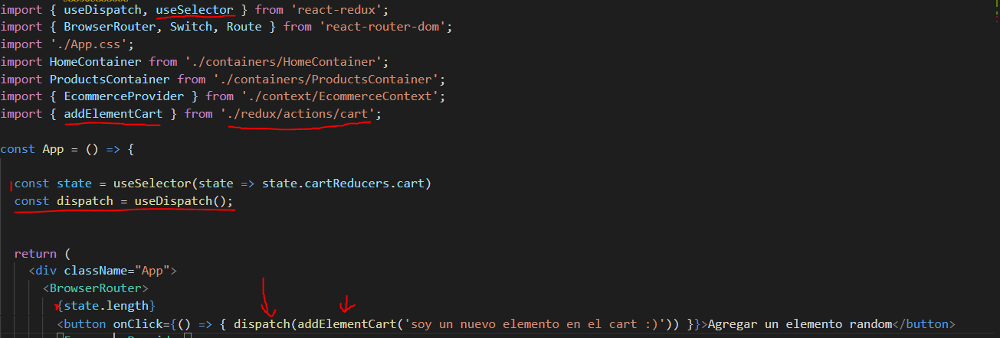 import { useDispatch, useSelector } from 'react-redux';
import { BrowserRouter, Switch, Route } from 'react-router-dom';
import './App.css';
import HomeContainer from './containers/HomeContainer';
import ProductsContainer from './containers/ProductsContainer';
import { EcommerceProvider } from './context/EcommerceContext';
import { addElementCart } from './redux/actions/cart';
const App = () => {
const state = useSelector(state => state.cartReducers.cart)
const dispatch = useDispatch();
return (
<div className="App">
<BrowserRouter>
{state.length}
<button onClick={() => { dispatch(addElementCart('soy un nuevo elemento en el cart :)')) }}>Agregar un elemento random</button>